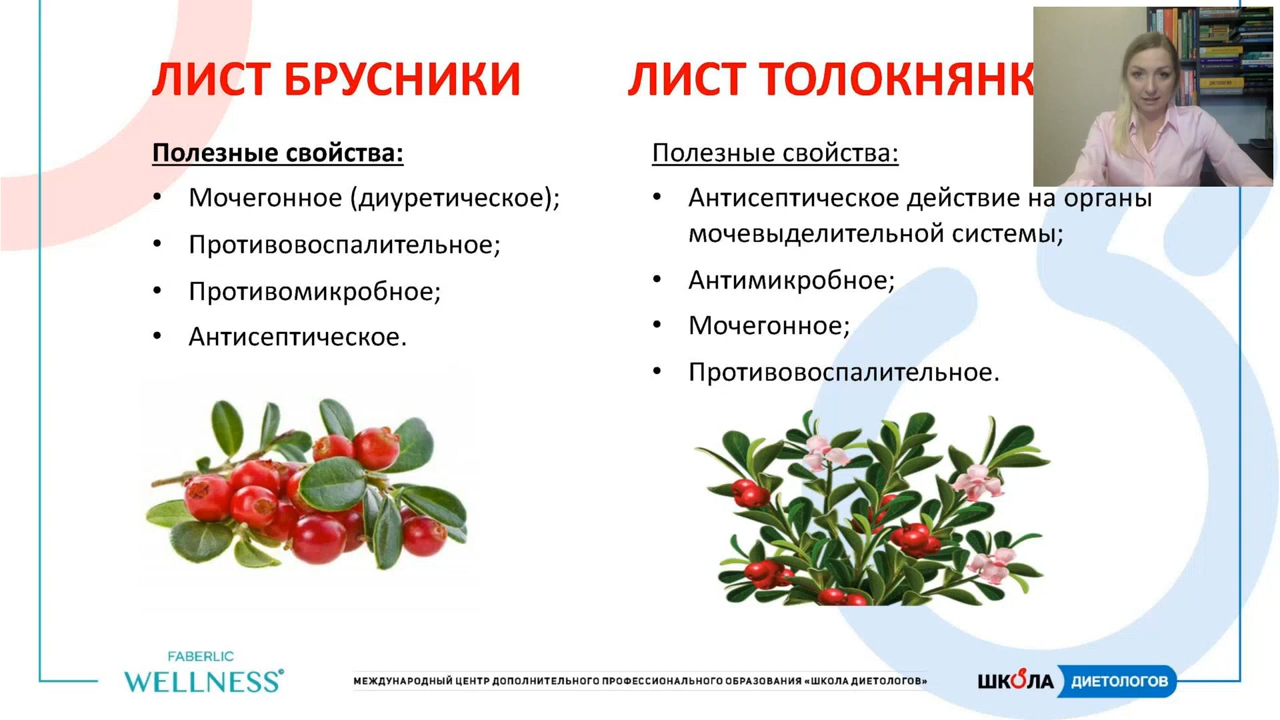 ЛИСТ БРУСНИКИ
Полезные свойства:
• Мочегонное (диуретическое);
• Противовоспалительное;
• Противомикробное;
• Антисептическое.
ЛИСТ ТОЛОКНЯНК
Полезные свойства:
• Антисептическое действие на органы
мочевыделительной системы;
• Антимикробное;
• Мочегонное;
• Противовоспалительное.
FABERLIC
WELLNESS
МЕЖДУНАРОДНЫЙ ЦЕНТР ДОПОЛНИТЕЛЬНОГО ПРОФЕССИОНАЛЬНОГО ОБРАЗОВАНИЯ «ШКОЛА ДИЕТОЛОГОВ»
ШКОЛА ДИЕТОЛОГОВ